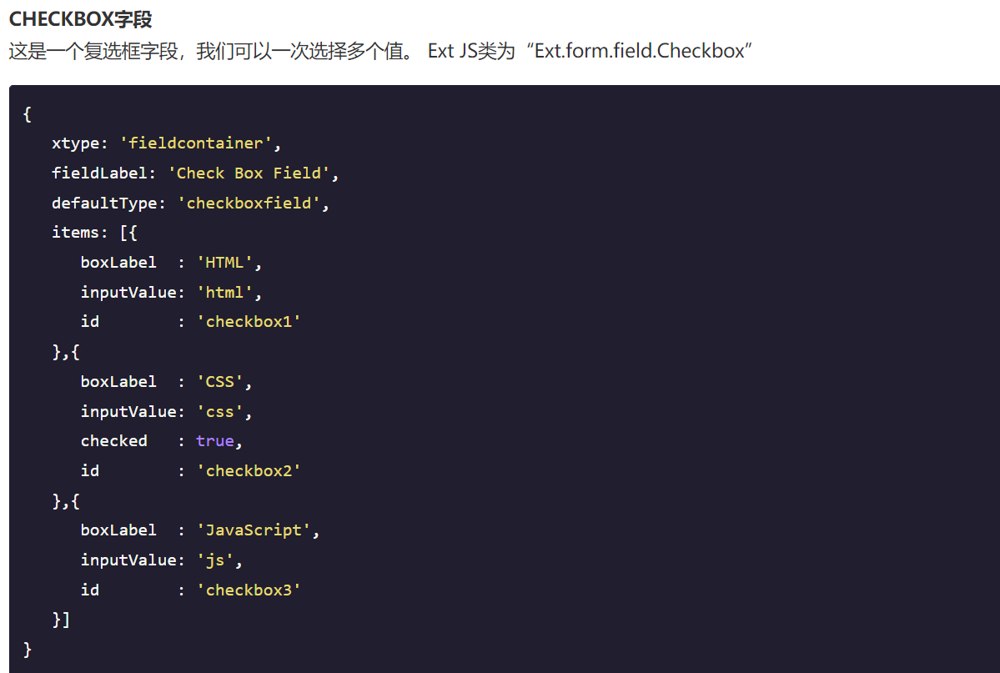 CHECKBOX字段
这是一个复选框字段，我们可以一次选择多个值。 Ext JS类为“Ext.form.field.Checkbox”
{
   xtype: 'fieldcontainer',
   fieldLabel: 'Check Box Field',
   defaultType: 'checkboxfield',
   items: [{
      boxLabel  : 'HTML',
      inputValue: 'html',
      id        : 'checkbox1'
   },{
      boxLabel  : 'CSS',
      inputValue: 'css',
      checked   : true,
      id        : 'checkbox2'
   },{
      boxLabel  : 'JavaScript',
      inputValue: 'js',
      id        : 'checkbox3'
   }]
}